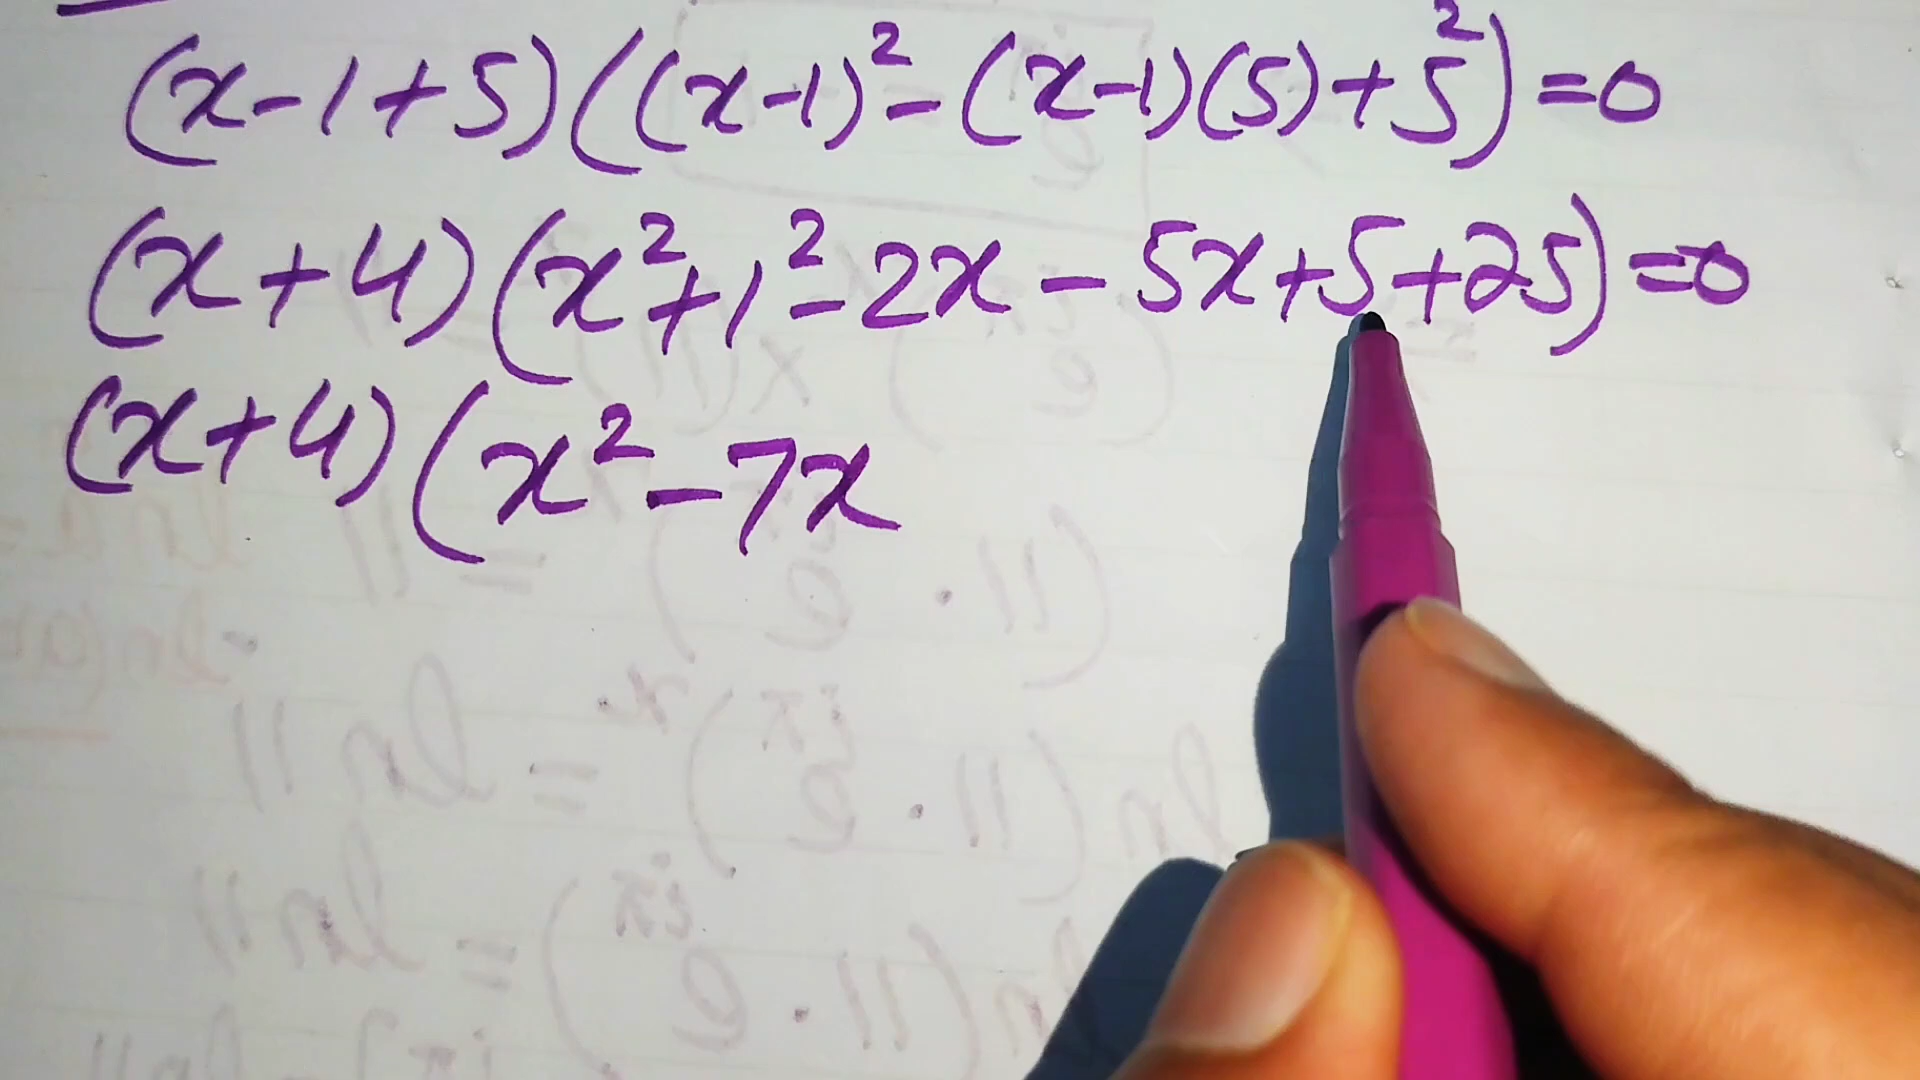 (x-1+5)((x-1)²-(x-1)(5)+5²)=0
(x+4)(x²+1²-2x-5x+5+25)=0
(x+4)(x²-7x